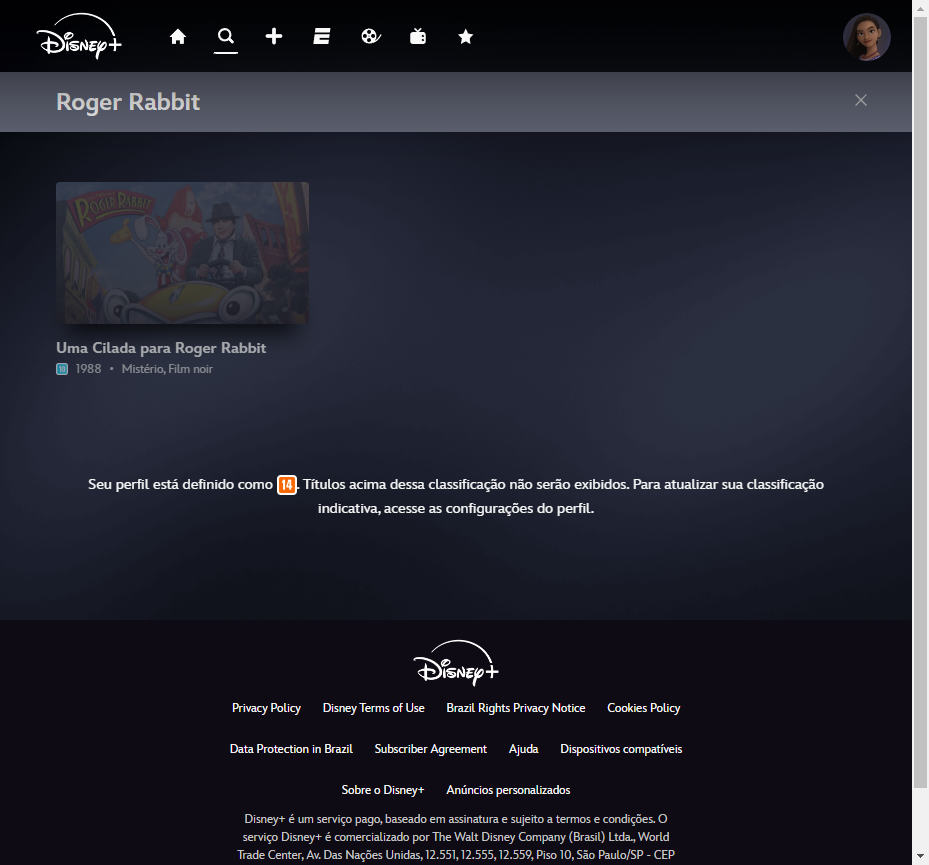 Disney+
Roger Rabbit
ROGER RABBIT
Uma Cilada para Roger Rabbit
10 1988 • Mistério, Film noir
Seu perfil está definido como 14. Títulos acima dessa classificação não serão exibidos. Para atualizar sua classificação
indicativa, acesse as configurações do perfil.
Disney+
Privacy Policy Disney Terms of Use Brazil Rights Privacy Notice Cookies Policy
Data Protection in Brazil Subscriber Agreement Ajuda Dispositivos compatíveis
Sobre o Disney+ Anúncios personalizados
Disney+ é um serviço pago, baseado em assinatura e sujeito a termos e condições. O
serviço Disney+ é comercializado por The Walt Disney Company (Brasil) Ltda., World
Trade Center, Av. Das Nações Unidas, 12.551, 12.555, 12.559, Piso 10, São Paulo/SP - CEP